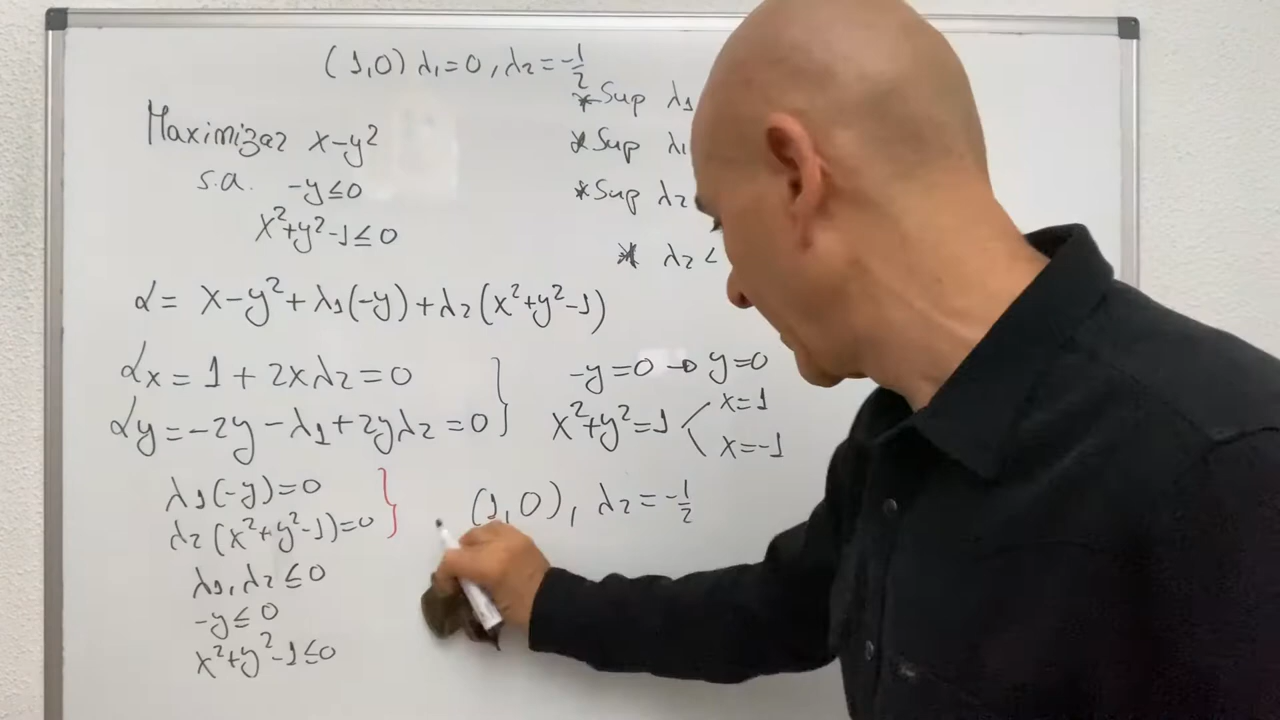 (1,0) λ1=0, λ2=-1/2
Maximizar x-y²
s.a. -y≤0
x²+y²-1≤0
*Sup λ1
*Sup λ1
*Sup λ2
* λ2 <
α= x-y²+λ1(-y)+λ2(x²+y²-1)
αx=1+2xλ2=0
αy=-2y-λ1+2yλ2=0
-y=0→y=0
x²+y²=1
x=1
x=-1
λ1(-y)=0
λ2(x²+y²-1)=0
λ1,λ2≤0
-y≤0
x²+y²-1≤0
(1,0), λ2=-1/2